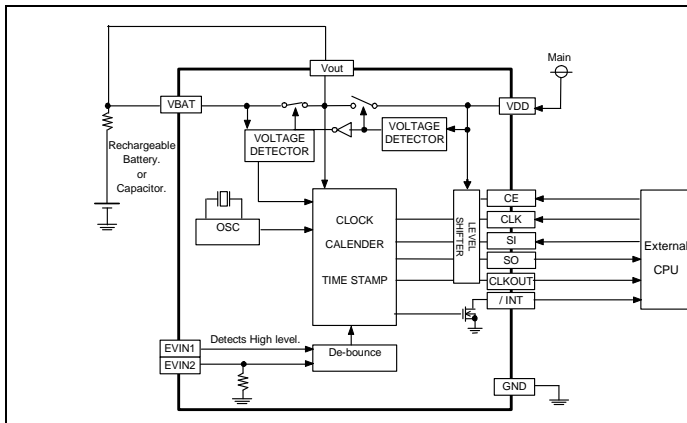 Main
Vout
VBAT
VDD
VOLTAGE
DETECTOR
VOLTAGE
DETECTOR
Rechargeable
Battery.
or
Capacitor.
OSC
CLOCK
CALENDER
TIME STAMP
LEVEL
SHIFTER
CE
CLK
SI
SO
CLKOUT
/ INT
External
CPU
EVIN1
EVIN2
Detects High level.
De-bounce
GND